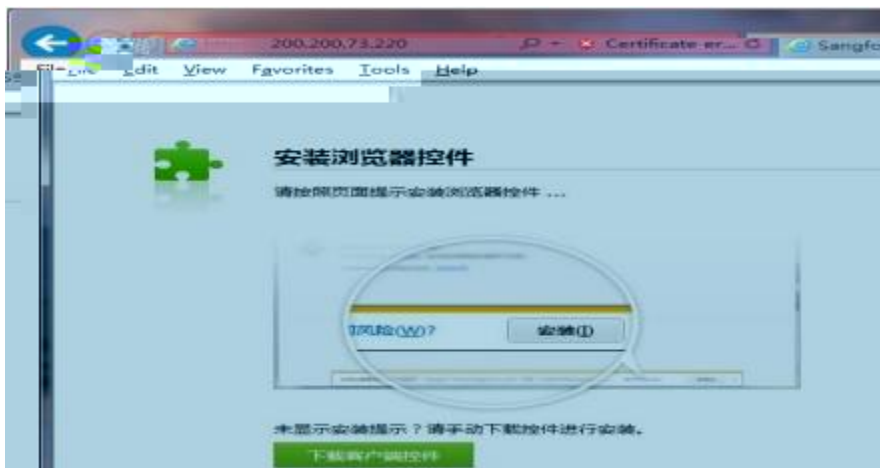 200.200.73.220 Certificate er... Sangfo
File Edit View Favorites Tools Help
安装浏览器控件
请按照页面提示安装浏览器控件 ...
风险(W)? 安装(I)
未显示安装提示？请手动下载控件进行安装。
下载客户端控件